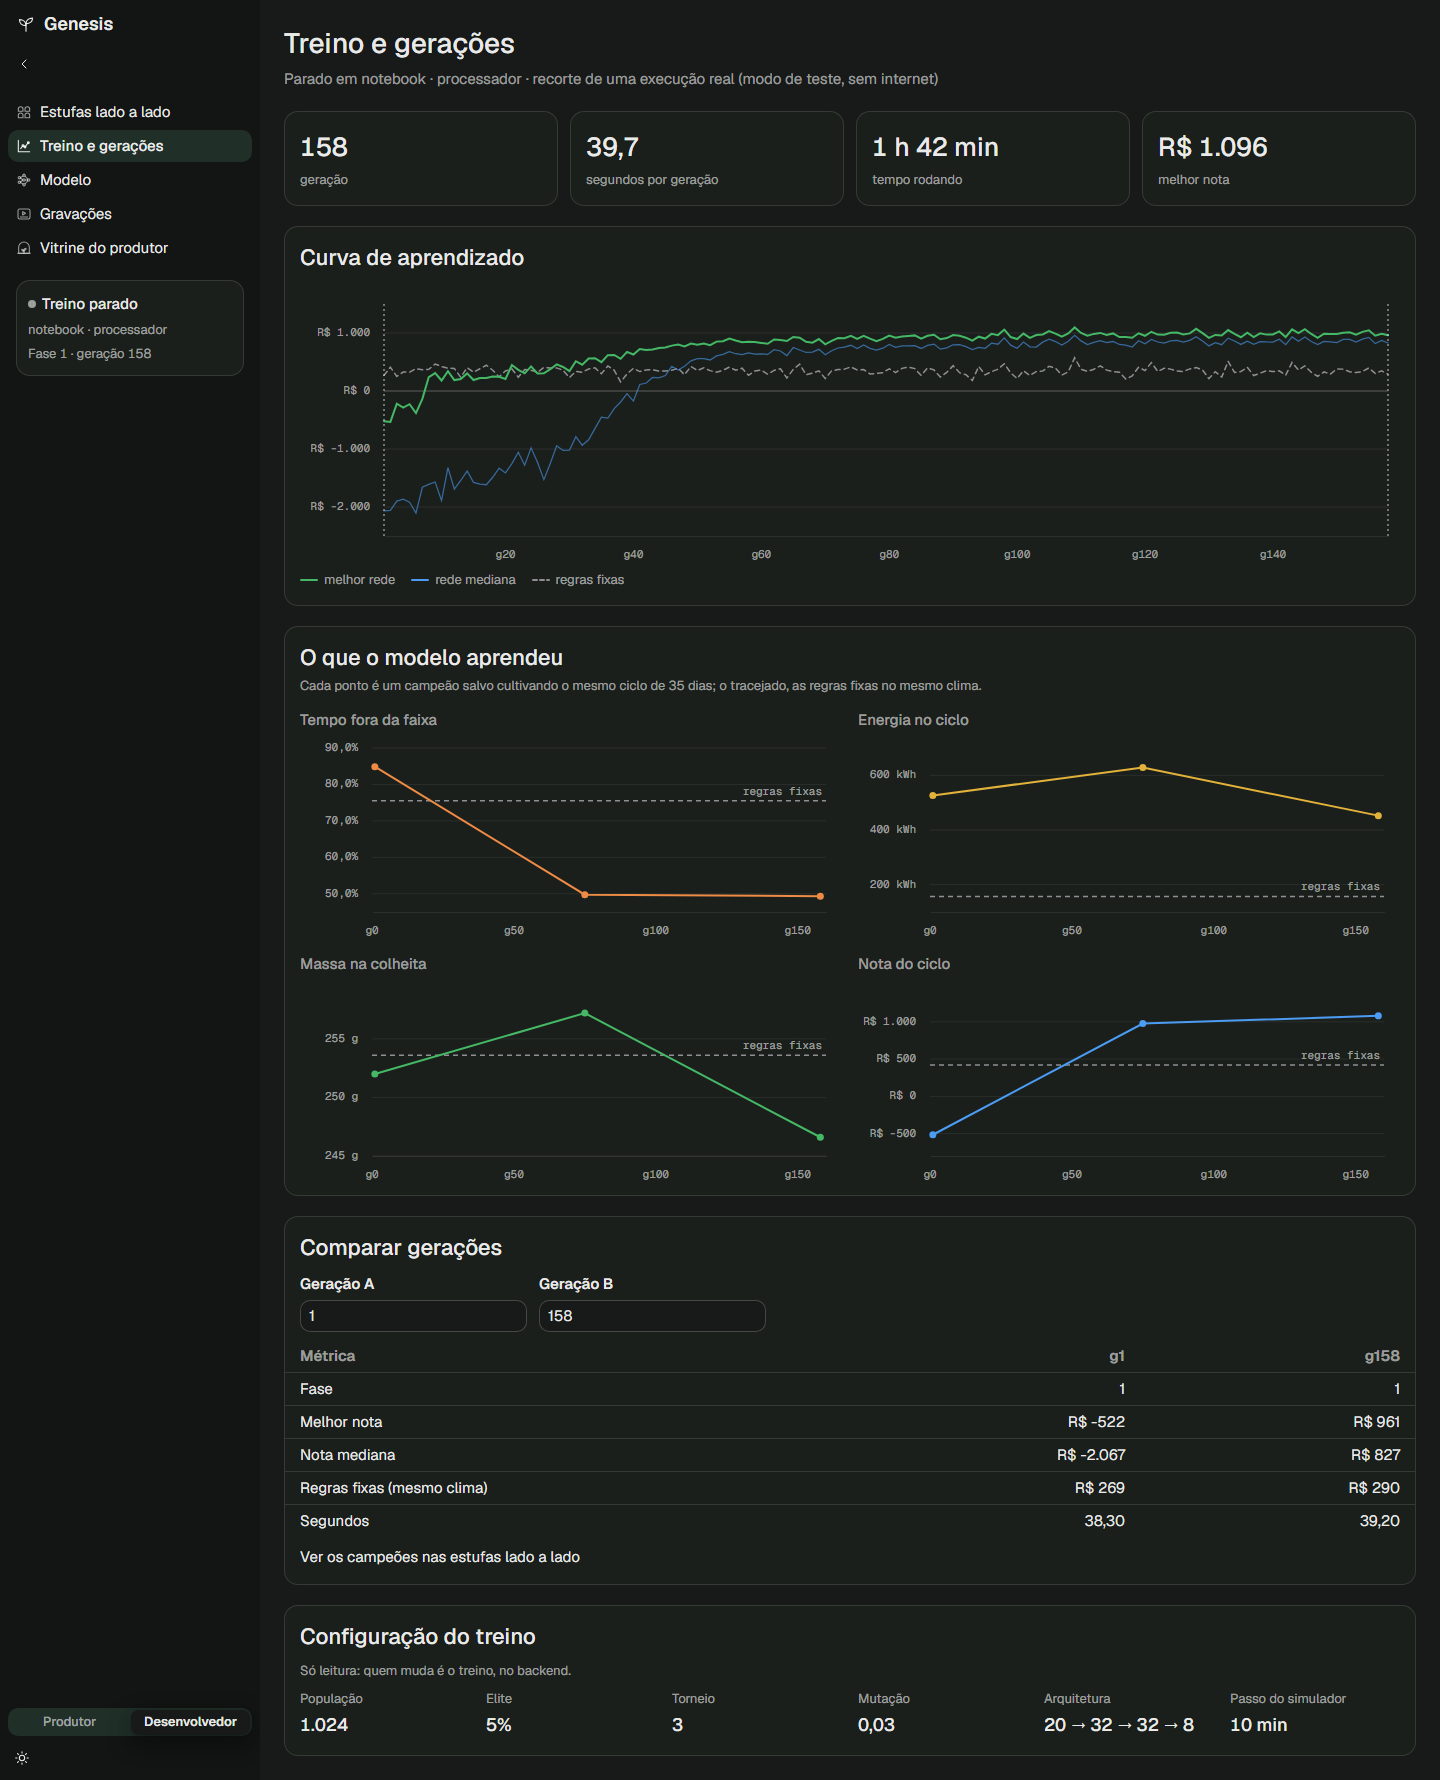 Genesis
Estufas lado a lado
Treino e gerações
Modelo
Gravações
Vitrine do produtor
Treino parado
notebook · processador
Fase 1 · geração 158
Produtor
Desenvolvedor
Treino e gerações
Parado em notebook · processador · recorte de uma execução real (modo de teste, sem internet)
158
geração
39,7
segundos por geração
1 h 42 min
tempo rodando
R$ 1.096
melhor nota
Curva de aprendizado
R$ 1.000
R$ 0
R$ -1.000
R$ -2.000
g20 g40 g60 g80 g100 g120 g140
melhor rede rede mediana regras fixas
O que o modelo aprendeu
Cada ponto é um campeão salvo cultivando o mesmo ciclo de 35 dias; o tracejado, as regras fixas no mesmo clima.
Tempo fora da faixa
90,0%
80,0%
regras fixas
70,0%
60,0%
50,0%
g0 g50 g100 g150
Energia no ciclo
600 kWh
400 kWh
200 kWh
regras fixas
g0 g50 g100 g150
Massa na colheita
255 g
regras fixas
250 g
245 g
g0 g50 g100 g150
Nota do ciclo
R$ 1.000
R$ 500
regras fixas
R$ 0
R$ -500
g0 g50 g100 g150
Comparar gerações
Geração A Geração B
1 158
Métrica g1 g158
Fase 1 1
Melhor nota R$ -522 R$ 961
Nota mediana R$ -2.067 R$ 827
Regras fixas (mesmo clima) R$ 269 R$ 290
Segundos 38,30 39,20
Ver os campeões nas estufas lado a lado
Configuração do treino
Só leitura: quem muda é o treino, no backend.
População Elite Torneio Mutação Arquitetura Passo do simulador
1.024 5% 3 0,03 20 → 32 → 32 → 8 10 min